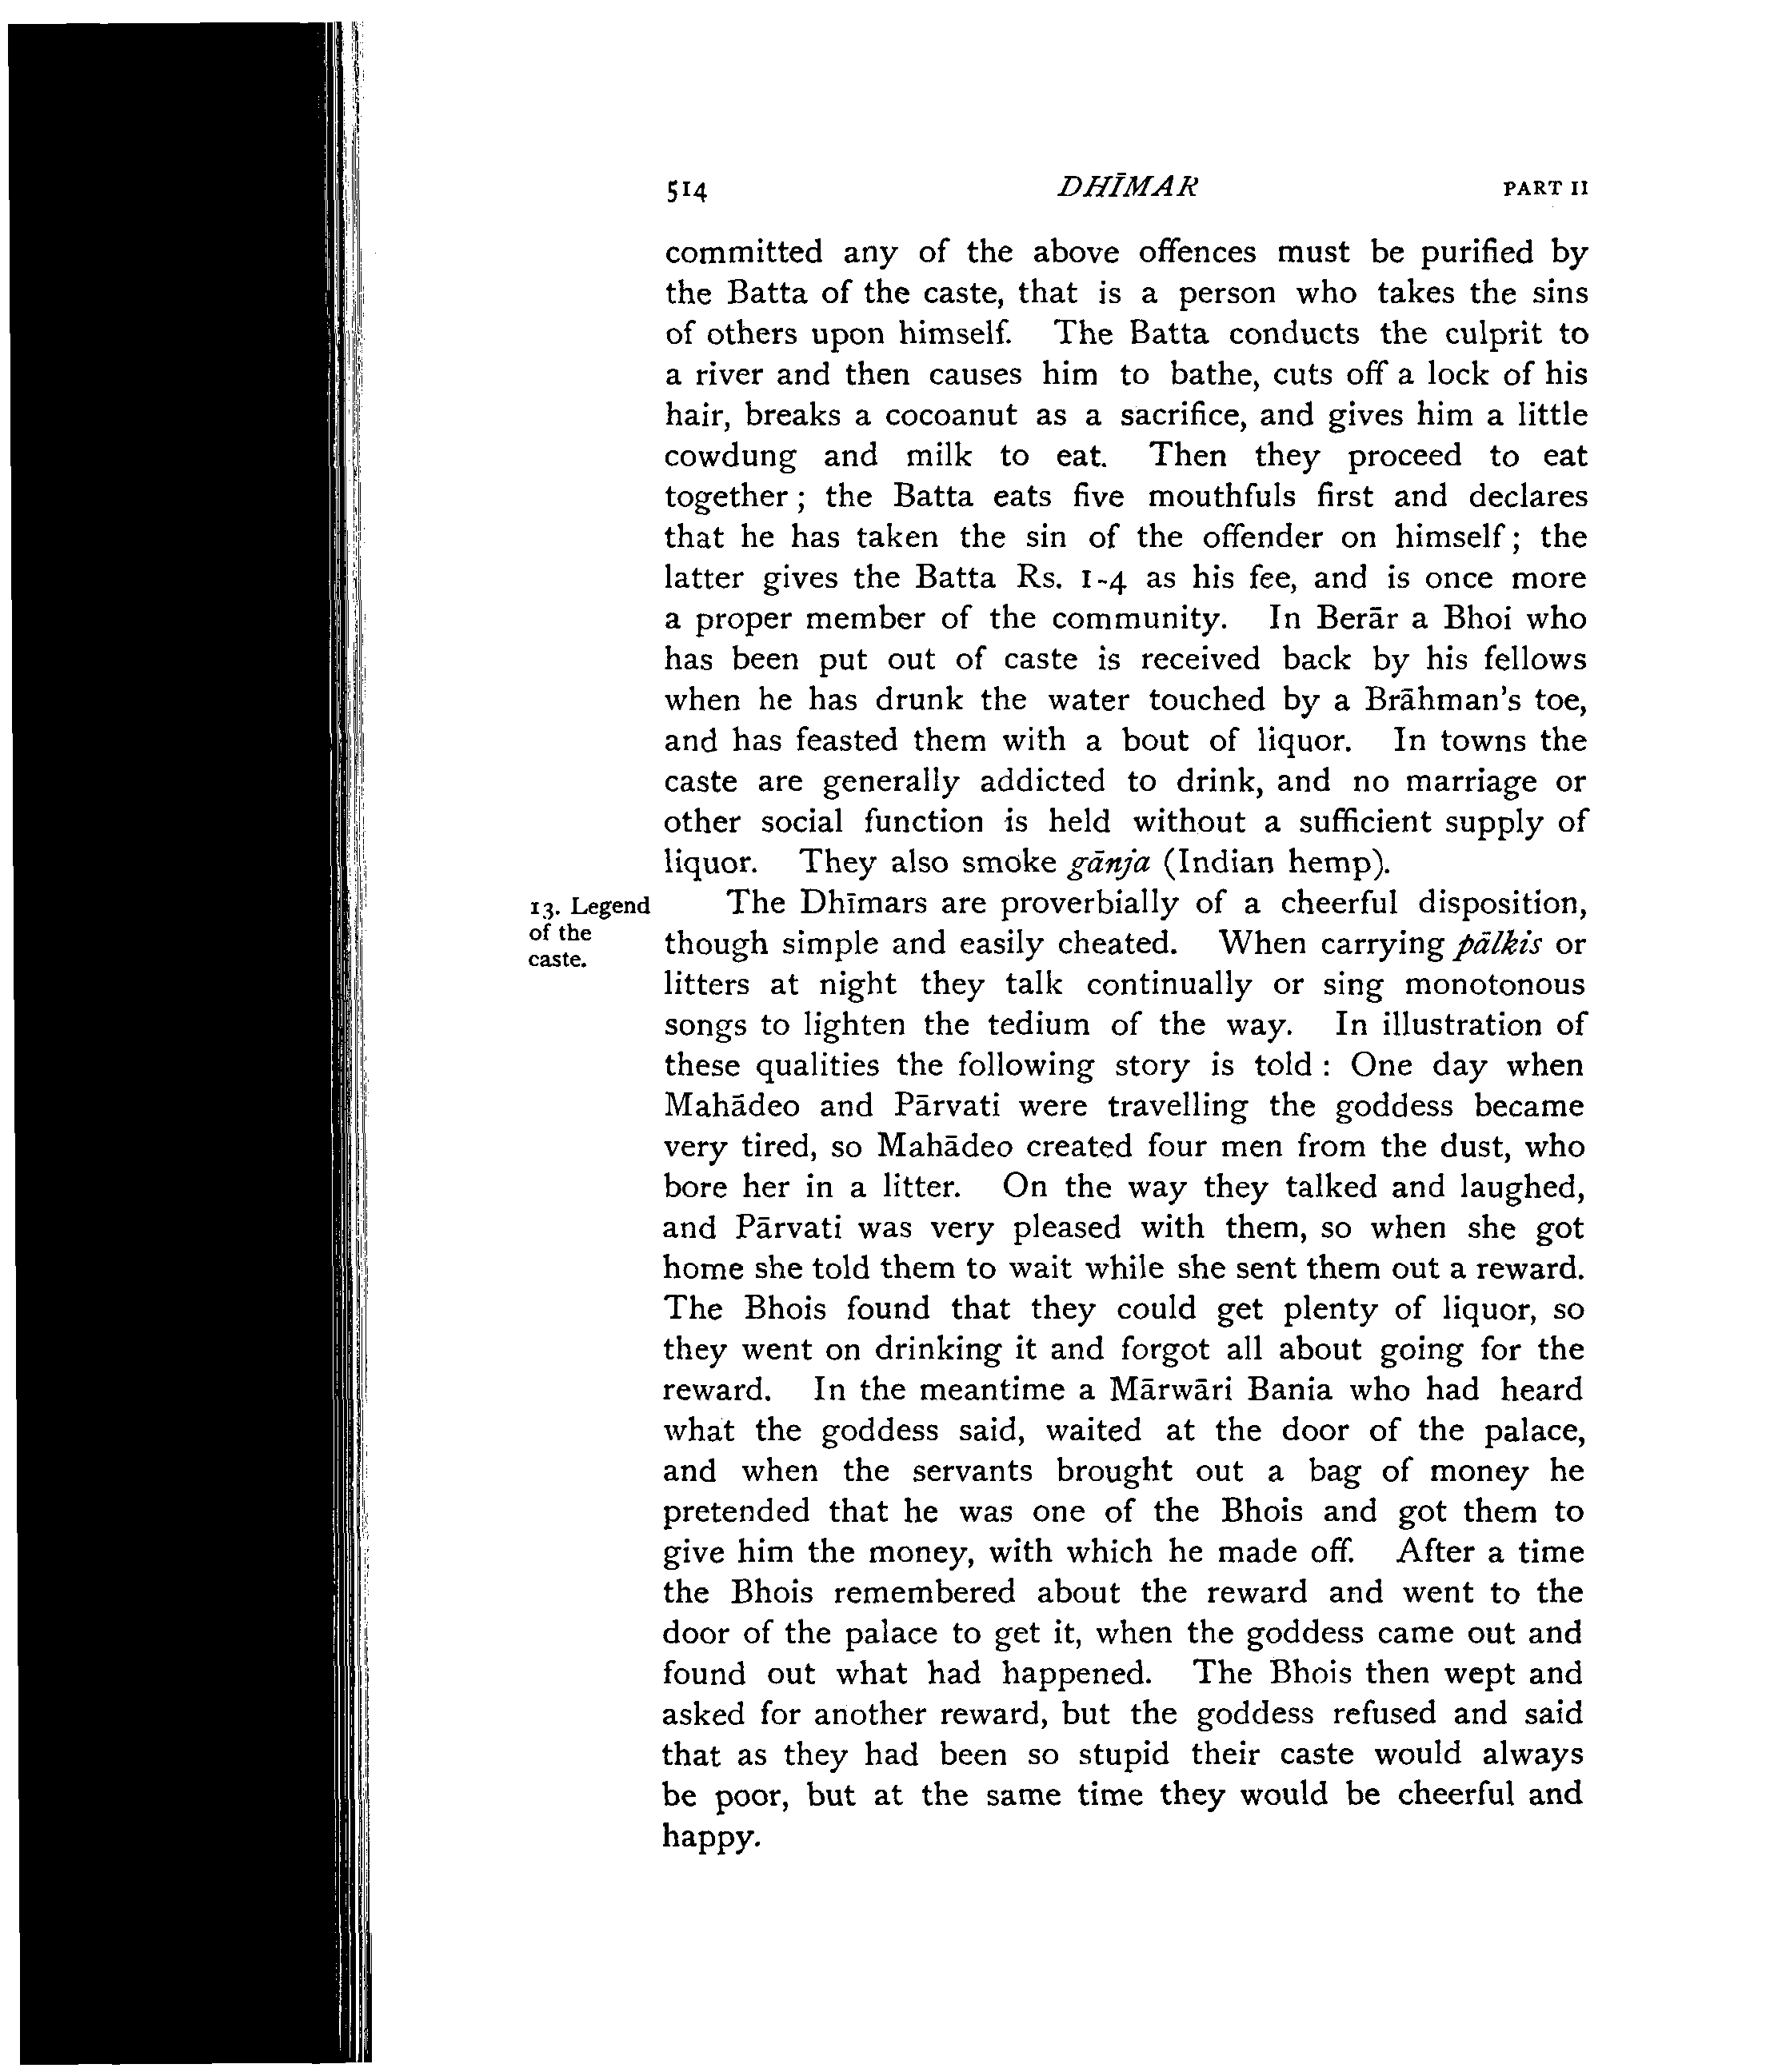 514 DHĪMAR PART II
committed any of the above offences must be purified by
the Batta of the caste, that is a person who takes the sins
of others upon himself. The Batta conducts the culprit to
a river and then causes him to bathe, cuts off a lock of his
hair, breaks a cocoanut as a sacrifice, and gives him a little
cowdung and milk to eat. Then they proceed to eat
together ; the Batta eats five mouthfuls first and declares
that he has taken the sin of the offender on himself ; the
latter gives the Batta Rs. 1-4 as his fee, and is once more
a proper member of the community. In Berār a Bhoi who
has been put out of caste is received back by his fellows
when he has drunk the water touched by a Brāhman's toe,
and has feasted them with a bout of liquor. In towns the
caste are generally addicted to drink, and no marriage or
other social function is held without a sufficient supply of
liquor. They also smoke gānja (Indian hemp).
13. Legend
of the
caste.
The Dhīmars are proverbially of a cheerful disposition,
though simple and easily cheated. When carrying pālkis or
litters at night they talk continually or sing monotonous
songs to lighten the tedium of the way. In illustration of
these qualities the following story is told : One day when
Mahādeo and Pārvati were travelling the goddess became
very tired, so Mahādeo created four men from the dust, who
bore her in a litter. On the way they talked and laughed,
and Pārvati was very pleased with them, so when she got
home she told them to wait while she sent them out a reward.
The Bhois found that they could get plenty of liquor, so
they went on drinking it and forgot all about going for the
reward. In the meantime a Mārwāri Bania who had heard
what the goddess said, waited at the door of the palace,
and when the servants brought out a bag of money he
pretended that he was one of the Bhois and got them to
give him the money, with which he made off. After a time
the Bhois remembered about the reward and went to the
door of the palace to get it, when the goddess came out and
found out what had happened. The Bhois then wept and
asked for another reward, but the goddess refused and said
that as they had been so stupid their caste would always
be poor, but at the same time they would be cheerful and
happy.